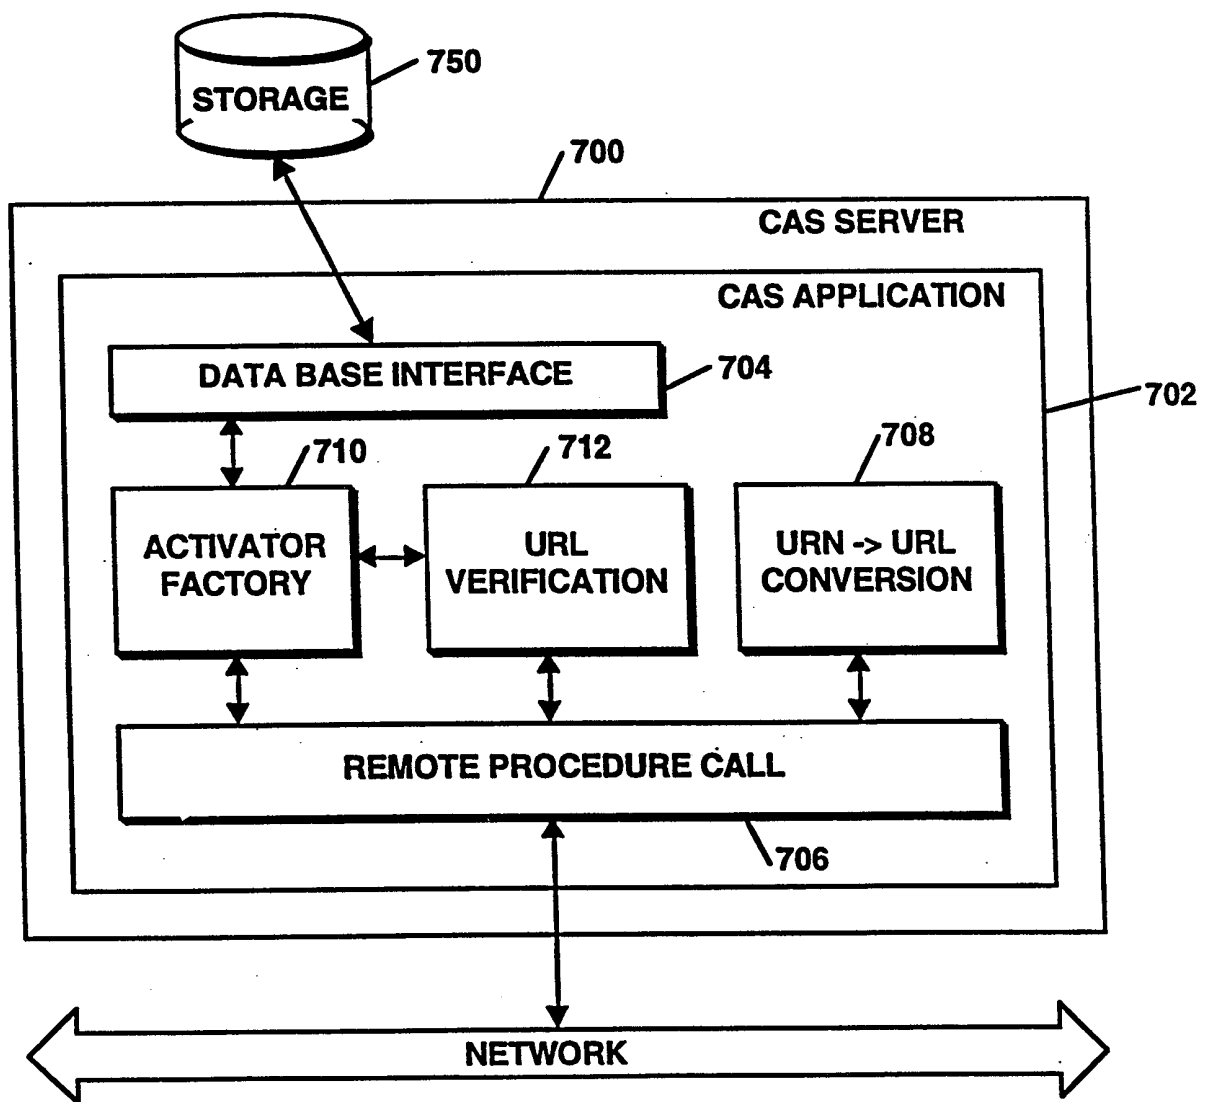 750
STORAGE
700
CAS SERVER
CAS APPLICATION
DATA BASE INTERFACE
704
702
710
712
708
ACTIVATOR
FACTORY
URL
VERIFICATION
URN -> URL
CONVERSION
REMOTE PROCEDURE CALL
706
NETWORK